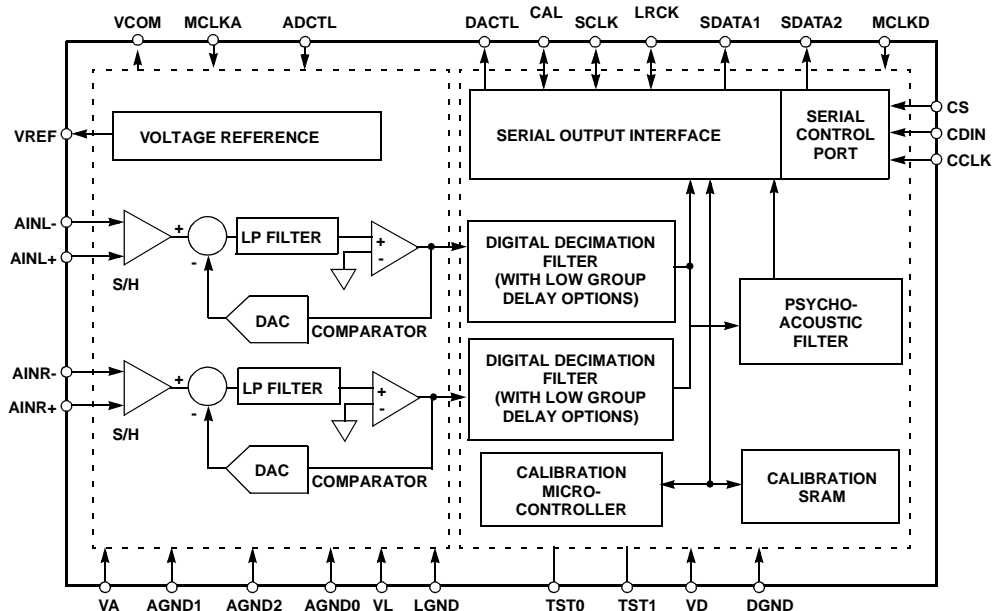 VCOM MCLKA ADCTL DACTL CAL SCLK LRCK SDATA1 SDATA2 MCLKD
VREF
VOLTAGE REFERENCE
SERIAL OUTPUT INTERFACE
SERIAL
CONTROL
PORT
CS
CDIN
CCLK
AINL-
AINL+
S/H
+
-
LP FILTER
+
-
DAC
COMPARATOR
DIGITAL DECIMATION
FILTER
(WITH LOW GROUP
DELAY OPTIONS)
PSYCHO-
ACOUSTIC
FILTER
AINR-
AINR+
S/H
+
-
LP FILTER
+
-
DAC
COMPARATOR
DIGITAL DECIMATION
FILTER
(WITH LOW GROUP
DELAY OPTIONS)
CALIBRATION
MICRO-
CONTROLLER
CALIBRATION
SRAM
VA AGND1 AGND2 AGND0 VL LGND TST0 TST1 VD DGND